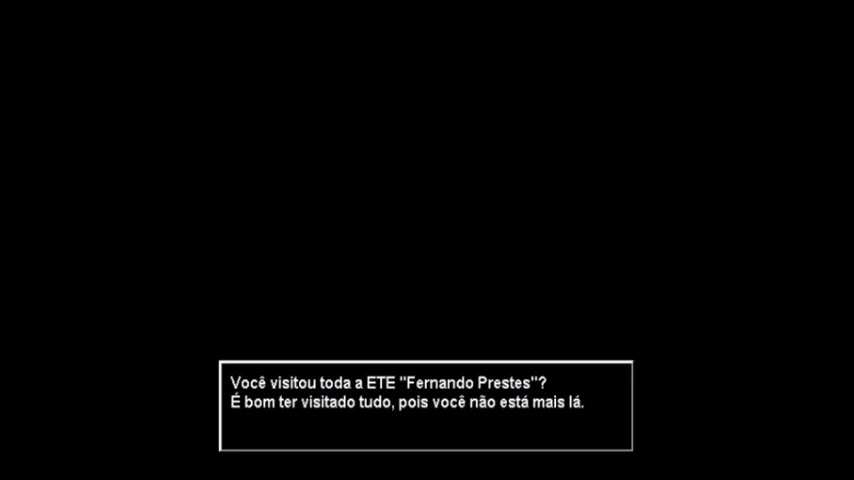 Você visitou toda a ETE "Fernando Prestes"?
É bom ter visitado tudo, pois você não está mais lá.